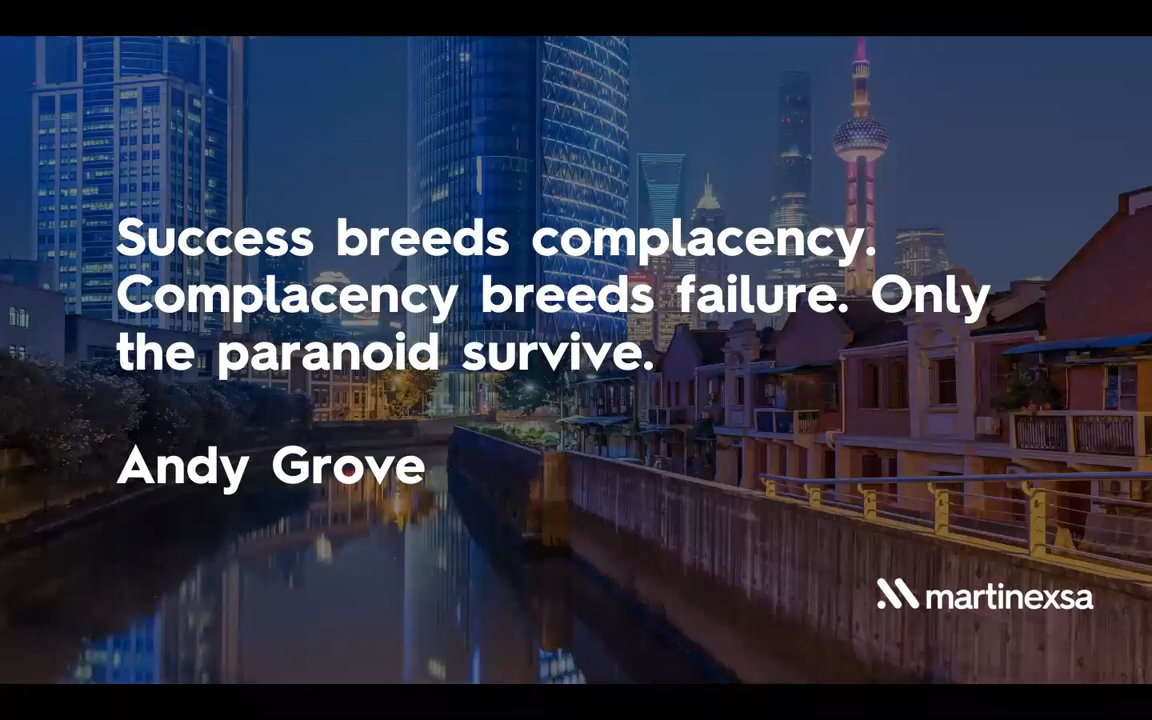 Success breeds complacency.
Complacency breeds failure. Only
the paranoid survive.
Andy Grove
martinexsa